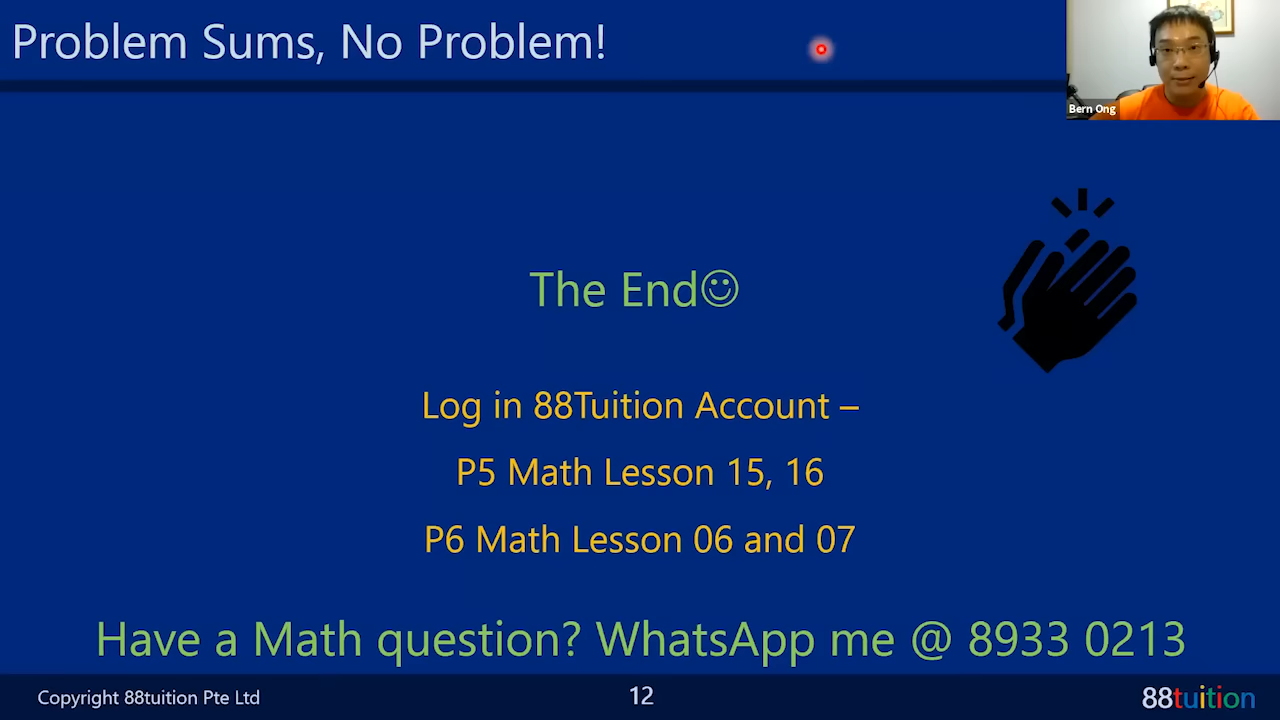 Problem Sums, No Problem!
Bern Ong
The End☺
Log in 88Tuition Account –
P5 Math Lesson 15, 16
P6 Math Lesson 06 and 07
Have a Math question? WhatsApp me @ 8933 0213
Copyright 88tuition Pte Ltd
12
88tuition